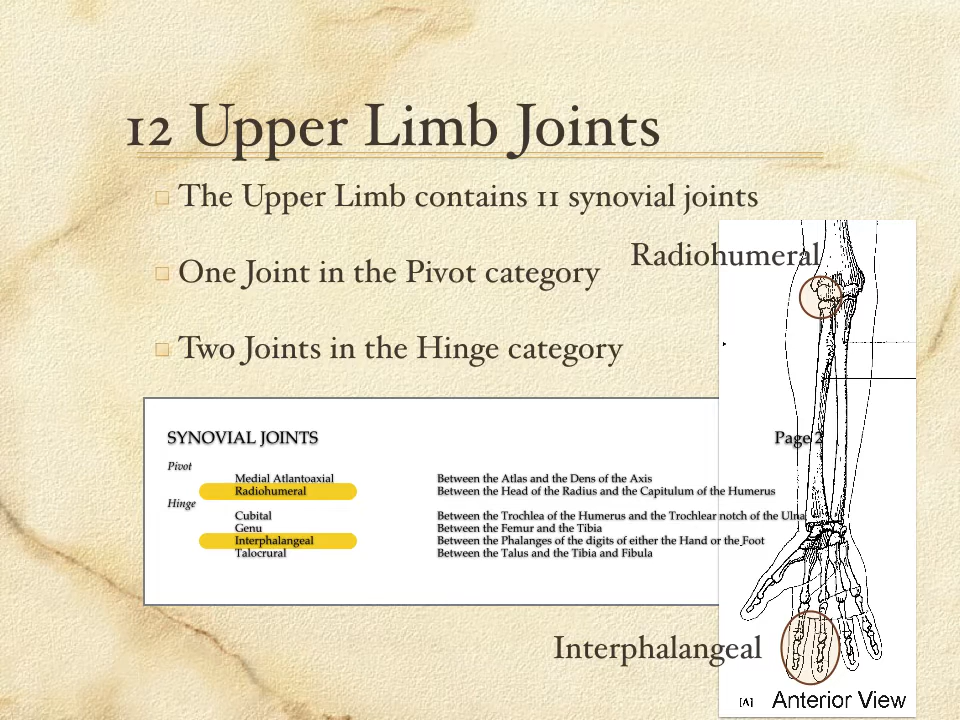 12 Upper Limb Joints
The Upper Limb contains 11 synovial joints
Radiohumeral
One Joint in the Pivot category
Two Joints in the Hinge category
SYNOVIAL JOINTS Page 2
Pivot
Medial Atlantoaxial Between the Atlas and the Dens of the Axis
Radiohumeral Between the Head of the Radius and the Capitulum of the Humerus
Hinge
Cubital Between the Trochlea of the Humerus and the Trochlear notch of the Ulna
Genu Between the Femur and the Tibia
Interphalangeal Between the Phalanges of the digits of either the Hand or the Foot
Talocrural Between the Talus and the Tibia and Fibula
Interphalangeal
[A] Anterior View